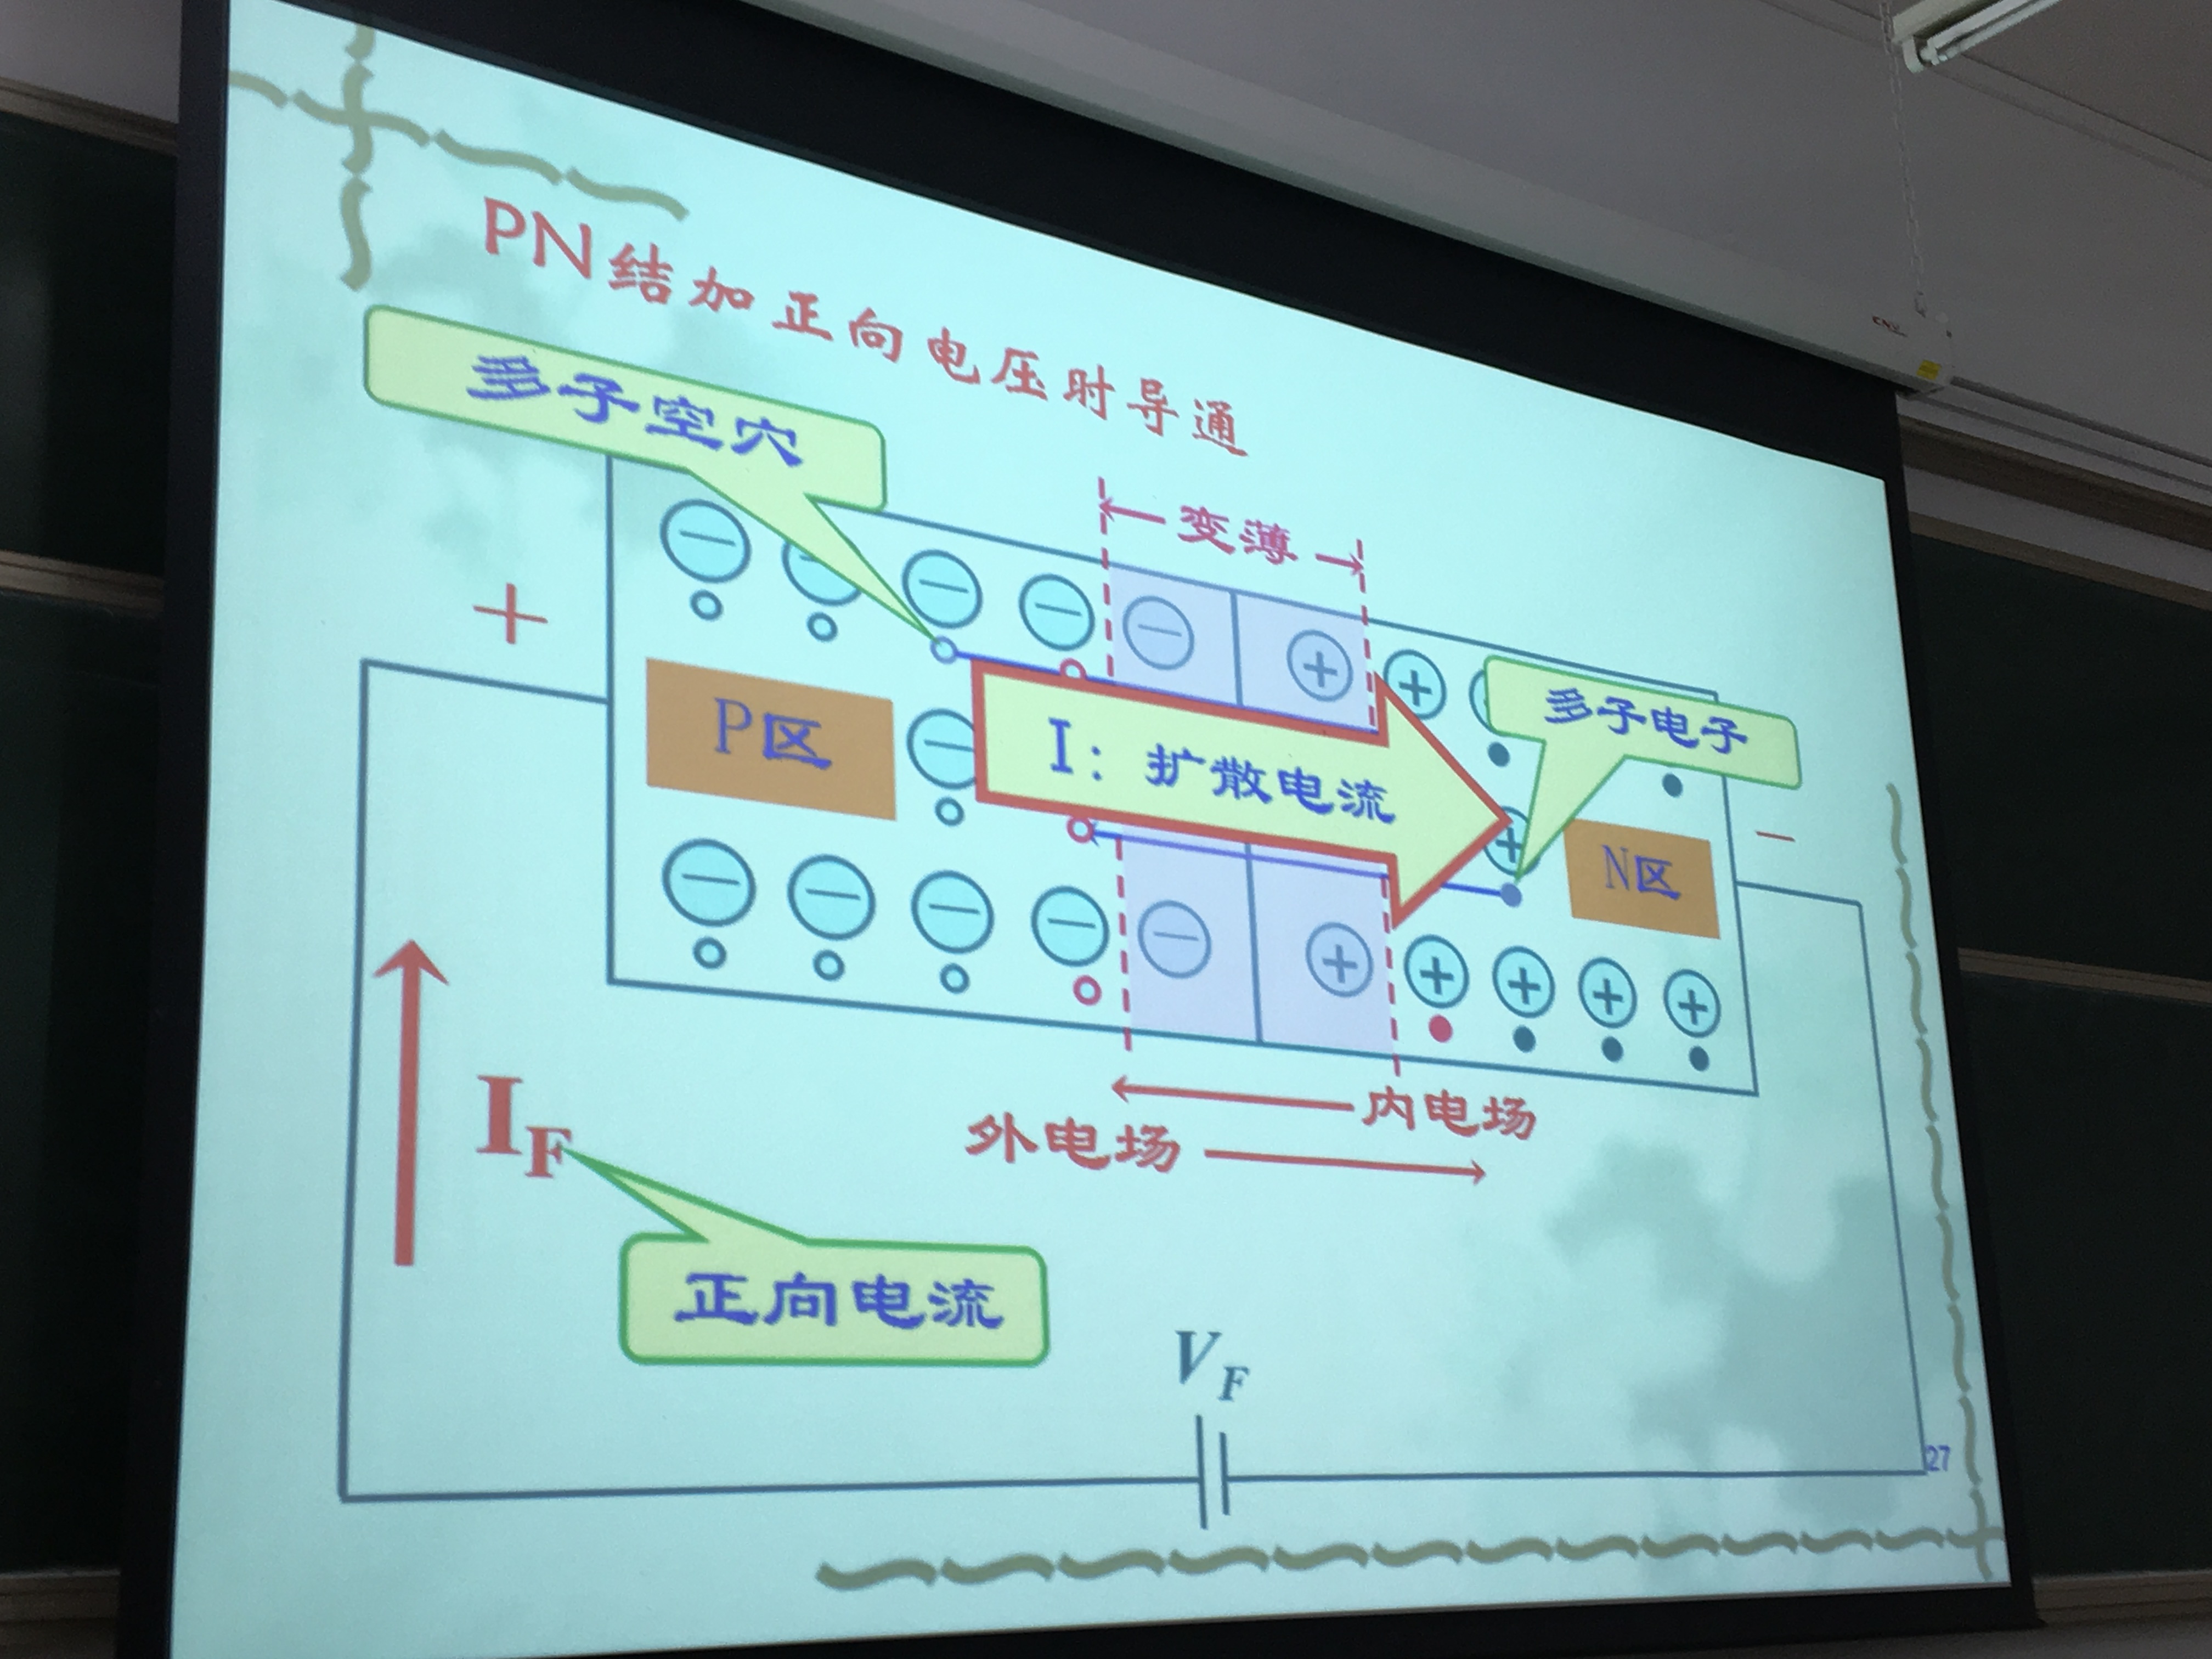 PN结加正向电压时导通
多子空穴
变薄
+
P区
I：扩散电流
多子电子
N区
—
内电场
外电场
I_F
正向电流
V_F
27